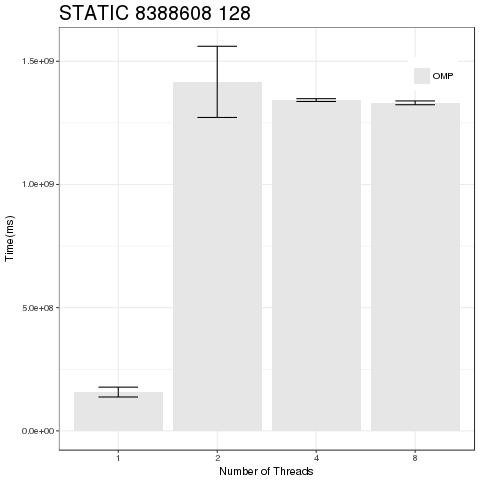 STATIC 8388608 128
1.5e+09
1.0e+09
5.0e+08
0.0e+00
Time(ms)
OMP
1 2 4 8
Number of Threads